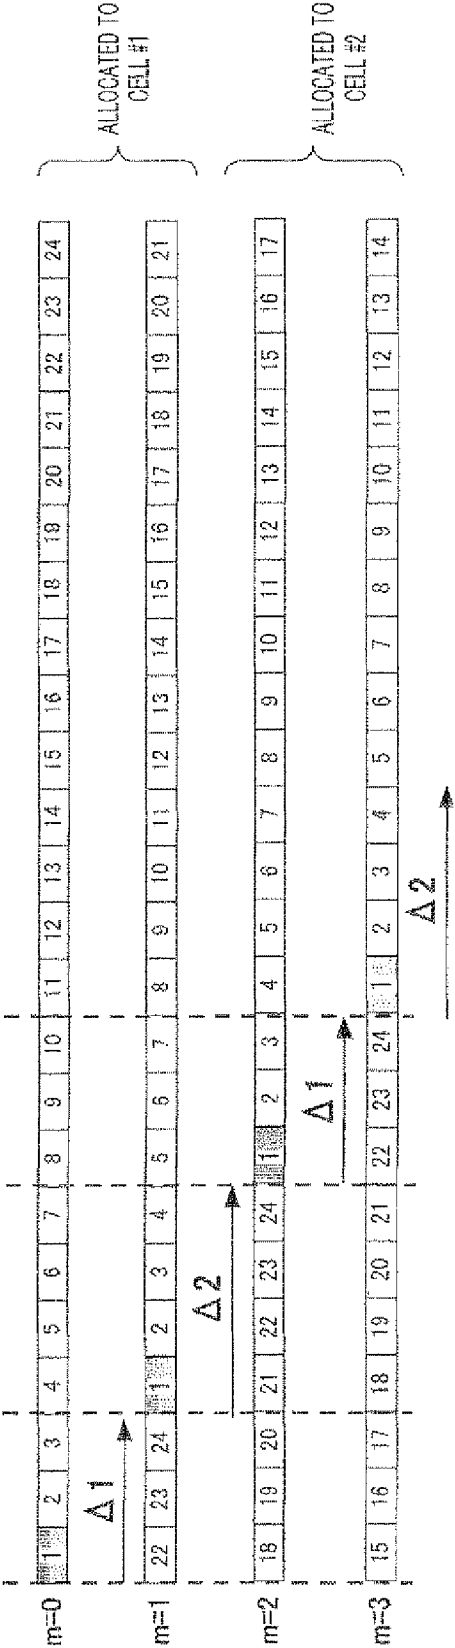 m=0 1 2 3 4 5 6 7 8 9 10 11 12 13 14 15 16 17 18 19 20 21 22 23 24
ALLOCATED TO
CELL #1
Δ1
m=1 22 23 24 1 2 3 4 5 6 7 8 9 10 11 12 13 14 15 16 17 18 19 20 21
Δ2
m=2 18 19 20 21 22 23 24 1 2 3 4 5 6 7 8 9 10 11 12 13 14 15 16 17
ALLOCATED TO
CELL #2
Δ1
m=3 15 16 17 18 19 20 21 22 23 24 1 2 3 4 5 6 7 8 9 10 11 12 13 14
Δ2